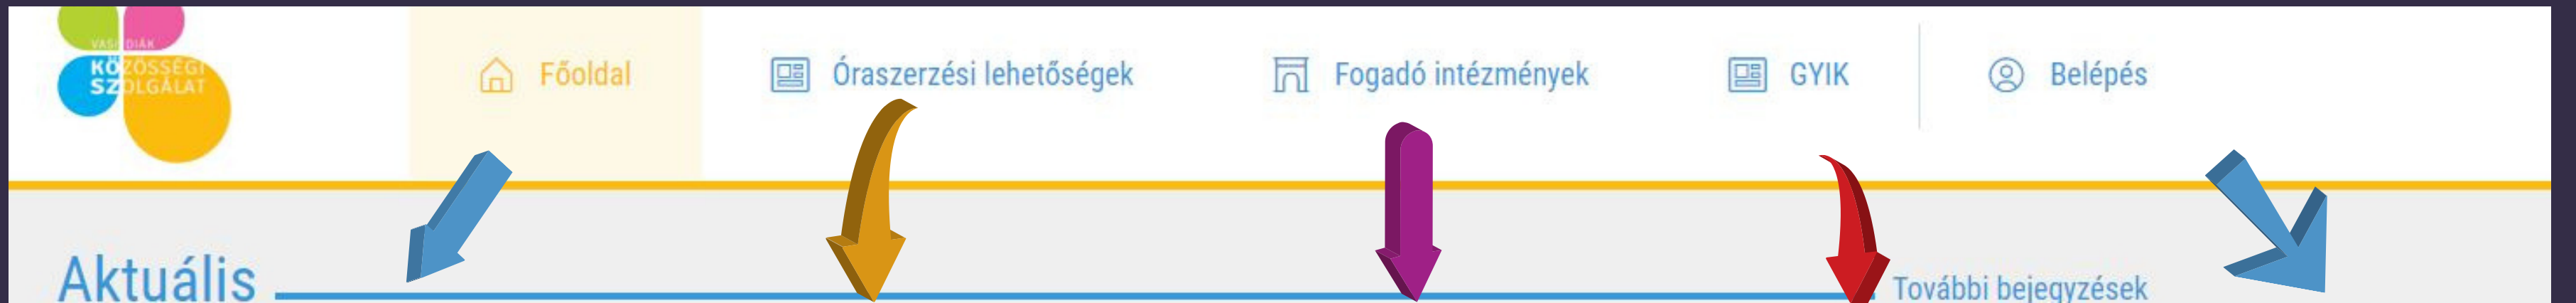 VASI DIÁK
KÖZÖSSÉGI
SZOLGÁLAT
Főoldal
Óraszerzési lehetőségek
Fogadó intézmények
GYIK
Belépés
Aktuális
További bejegyzések